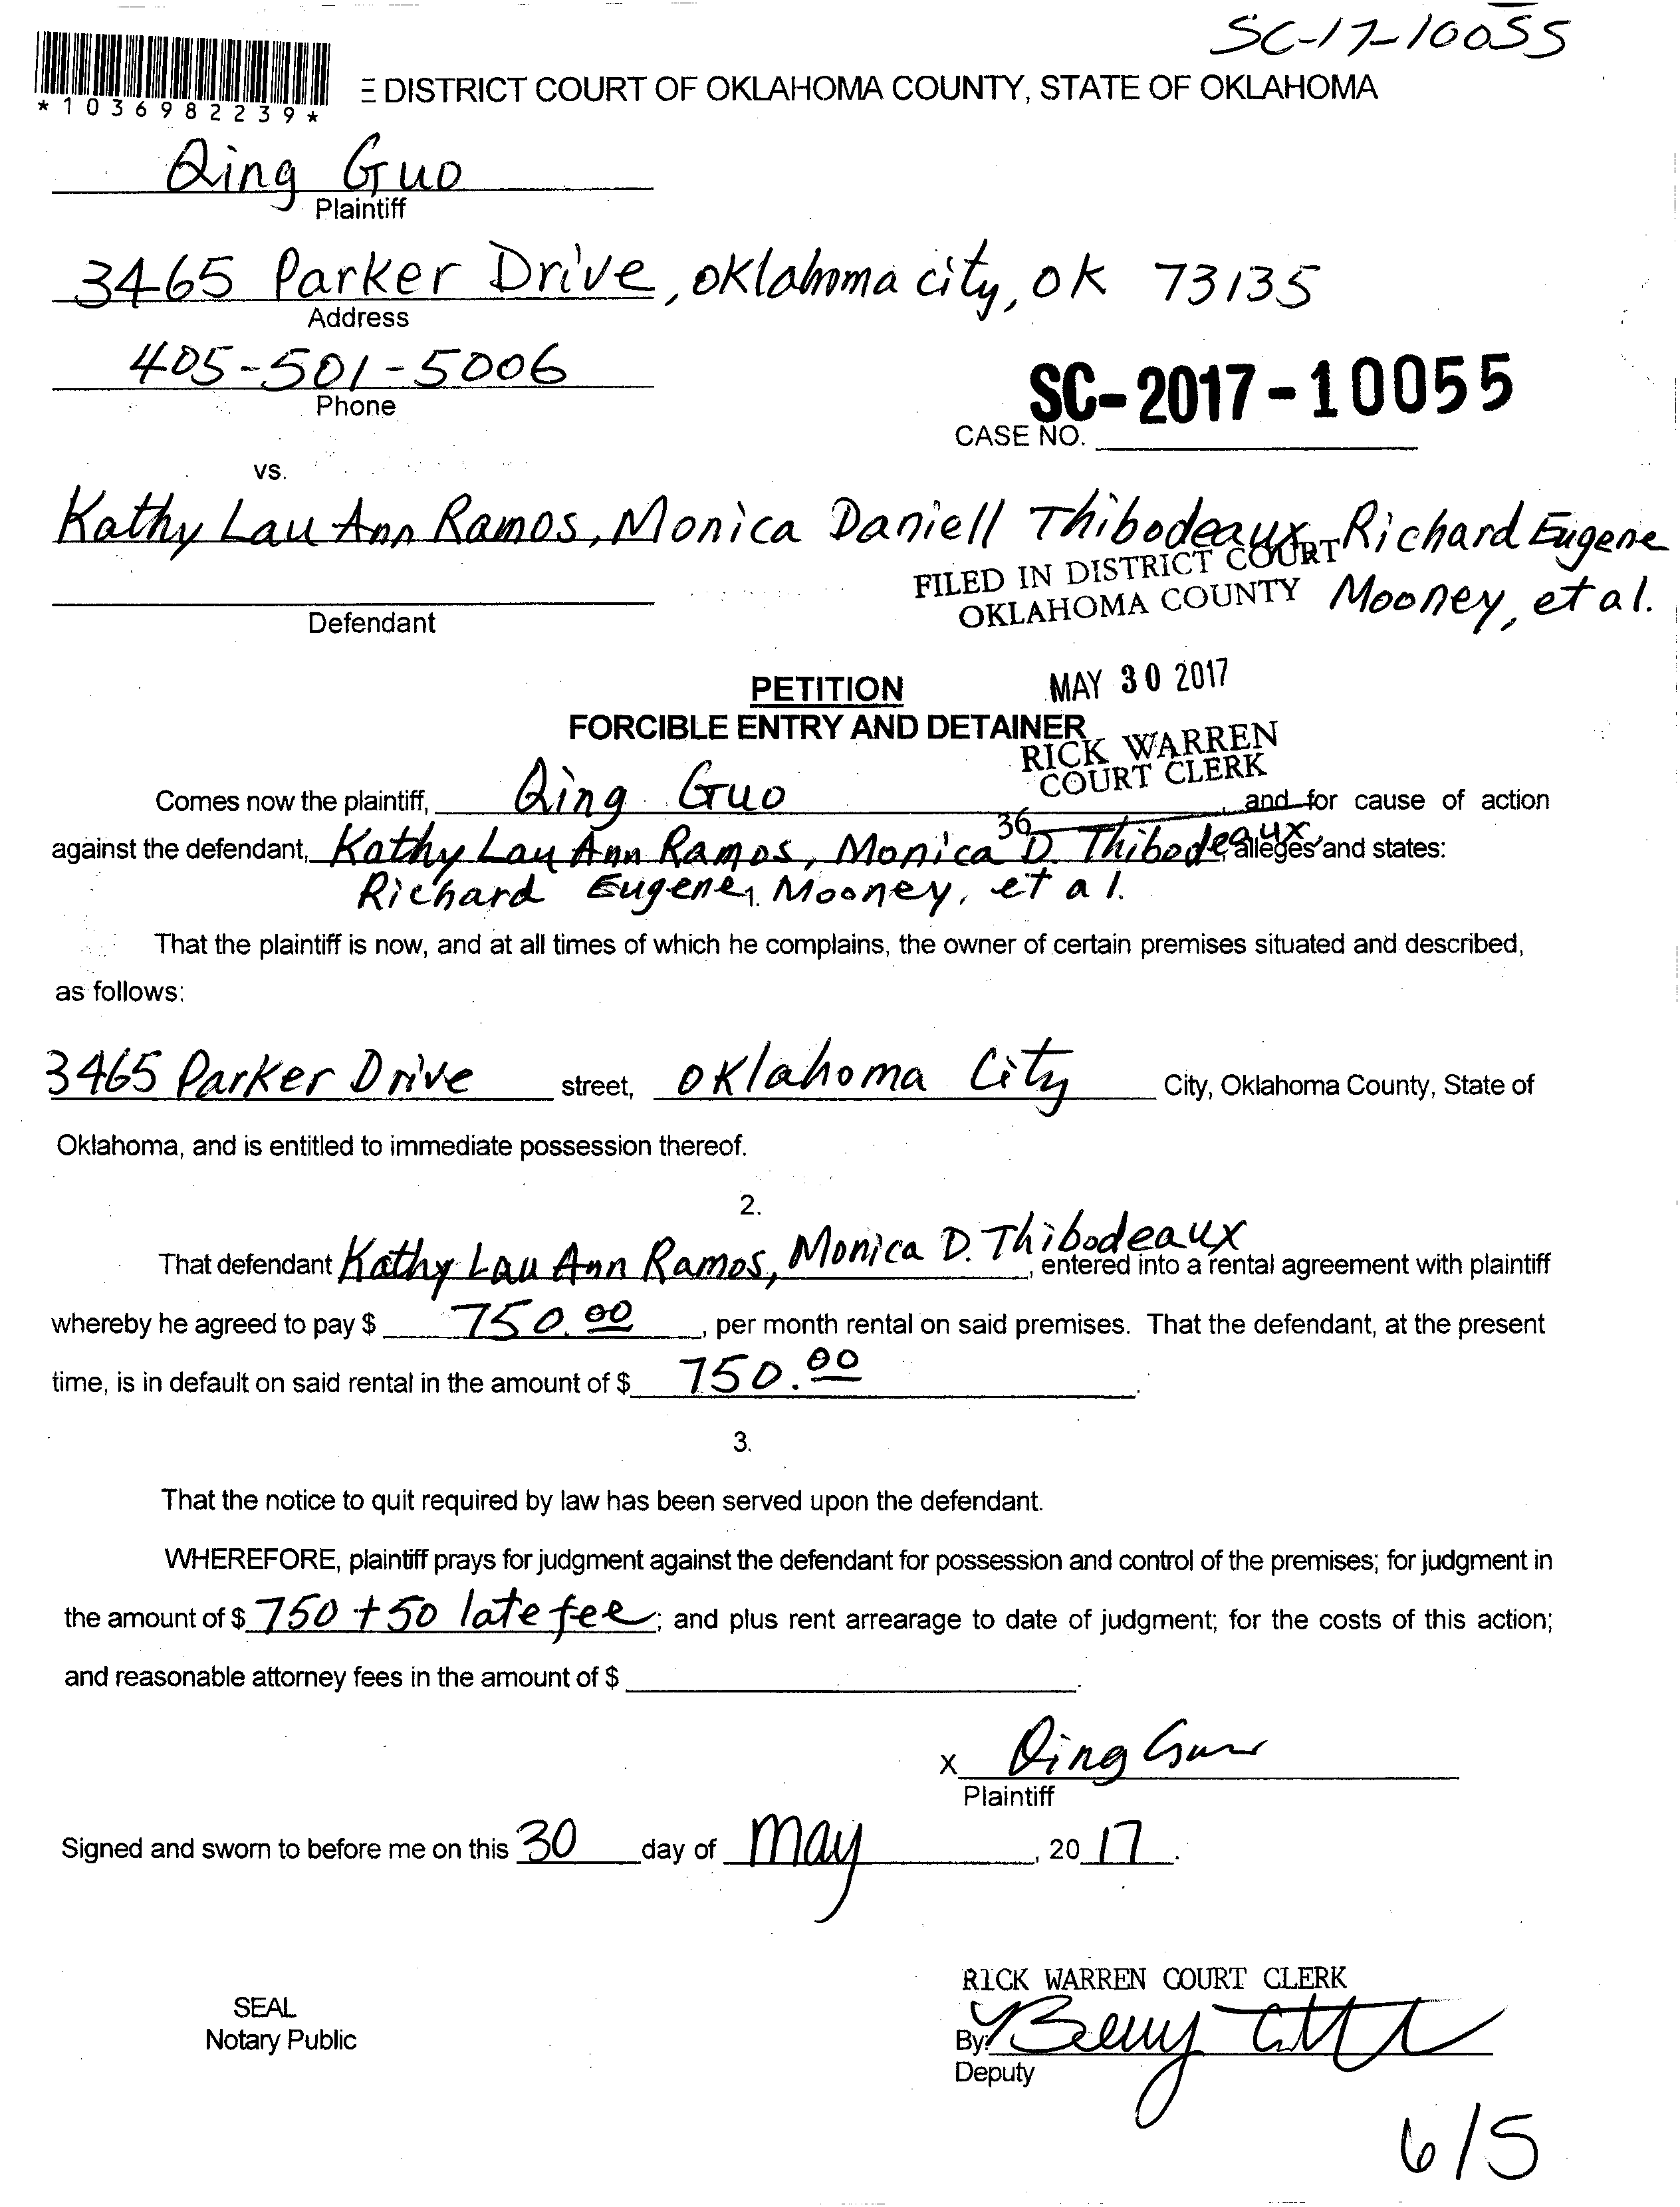 SC-17-10055
*1036982239*
E DISTRICT COURT OF OKLAHOMA COUNTY, STATE OF OKLAHOMA
Qing Guo
Plaintiff
3465 Parker Drive, oklahoma city, OK 73135
Address
405-501-5006
Phone
SC-2017-10055
CASE NO.
vs.
Kathy Lau Ann Ramos, Monica Daniell Thibodeaux, Richard Eugene
Mooney, et al.
FILED IN DISTRICT COURT
OKLAHOMA COUNTY
Defendant
MAY 30 2017
PETITION
FORCIBLE ENTRY AND DETAINER
RICK WARREN
COURT CLERK
36
Comes now the plaintiff, Qing Guo, and for cause of action
against the defendant, Kathy Lau Ann Ramos, Monica D. Thibodeaux, alleges and states:
Richard Eugene Mooney, et al.
1.
That the plaintiff is now, and at all times of which he complains, the owner of certain premises situated and described,
as follows:
3465 Parker Drive street, oklahoma City City, Oklahoma County, State of
Oklahoma, and is entitled to immediate possession thereof.
2.
That defendant Kathy Lau Ann Ramos, Monica D. Thibodeaux, entered into a rental agreement with plaintiff
whereby he agreed to pay $ 750.00, per month rental on said premises. That the defendant, at the present
time, is in default on said rental in the amount of $ 750.00.
3.
That the notice to quit required by law has been served upon the defendant.
WHEREFORE, plaintiff prays for judgment against the defendant for possession and control of the premises; for judgment in
the amount of $ 750 + 50 late fee; and plus rent arrearage to date of judgment; for the costs of this action;
and reasonable attorney fees in the amount of $ .
X Qing Guo
Plaintiff
Signed and sworn to before me on this 30 day of May, 2017.
RICK WARREN COURT CLERK
SEAL
Notary Public
By:
Deputy
6/5